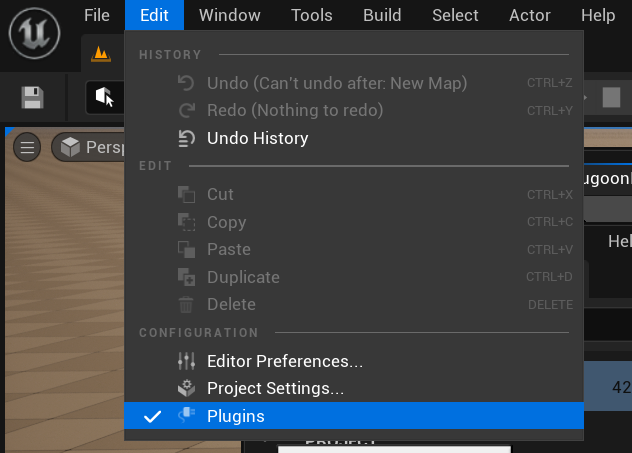 File Edit Window Tools Build Select Actor Help
HISTORY
Undo (Can't undo after: New Map) CTRL+Z
Redo (Nothing to redo) CTRL+Y
Undo History
Persp
EDIT
ugoon
Cut CTRL+X
Copy CTRL+C
Hel
Paste CTRL+V
Duplicate CTRL+D
Delete DELETE
CONFIGURATION
Editor Preferences...
Project Settings...
42
Plugins